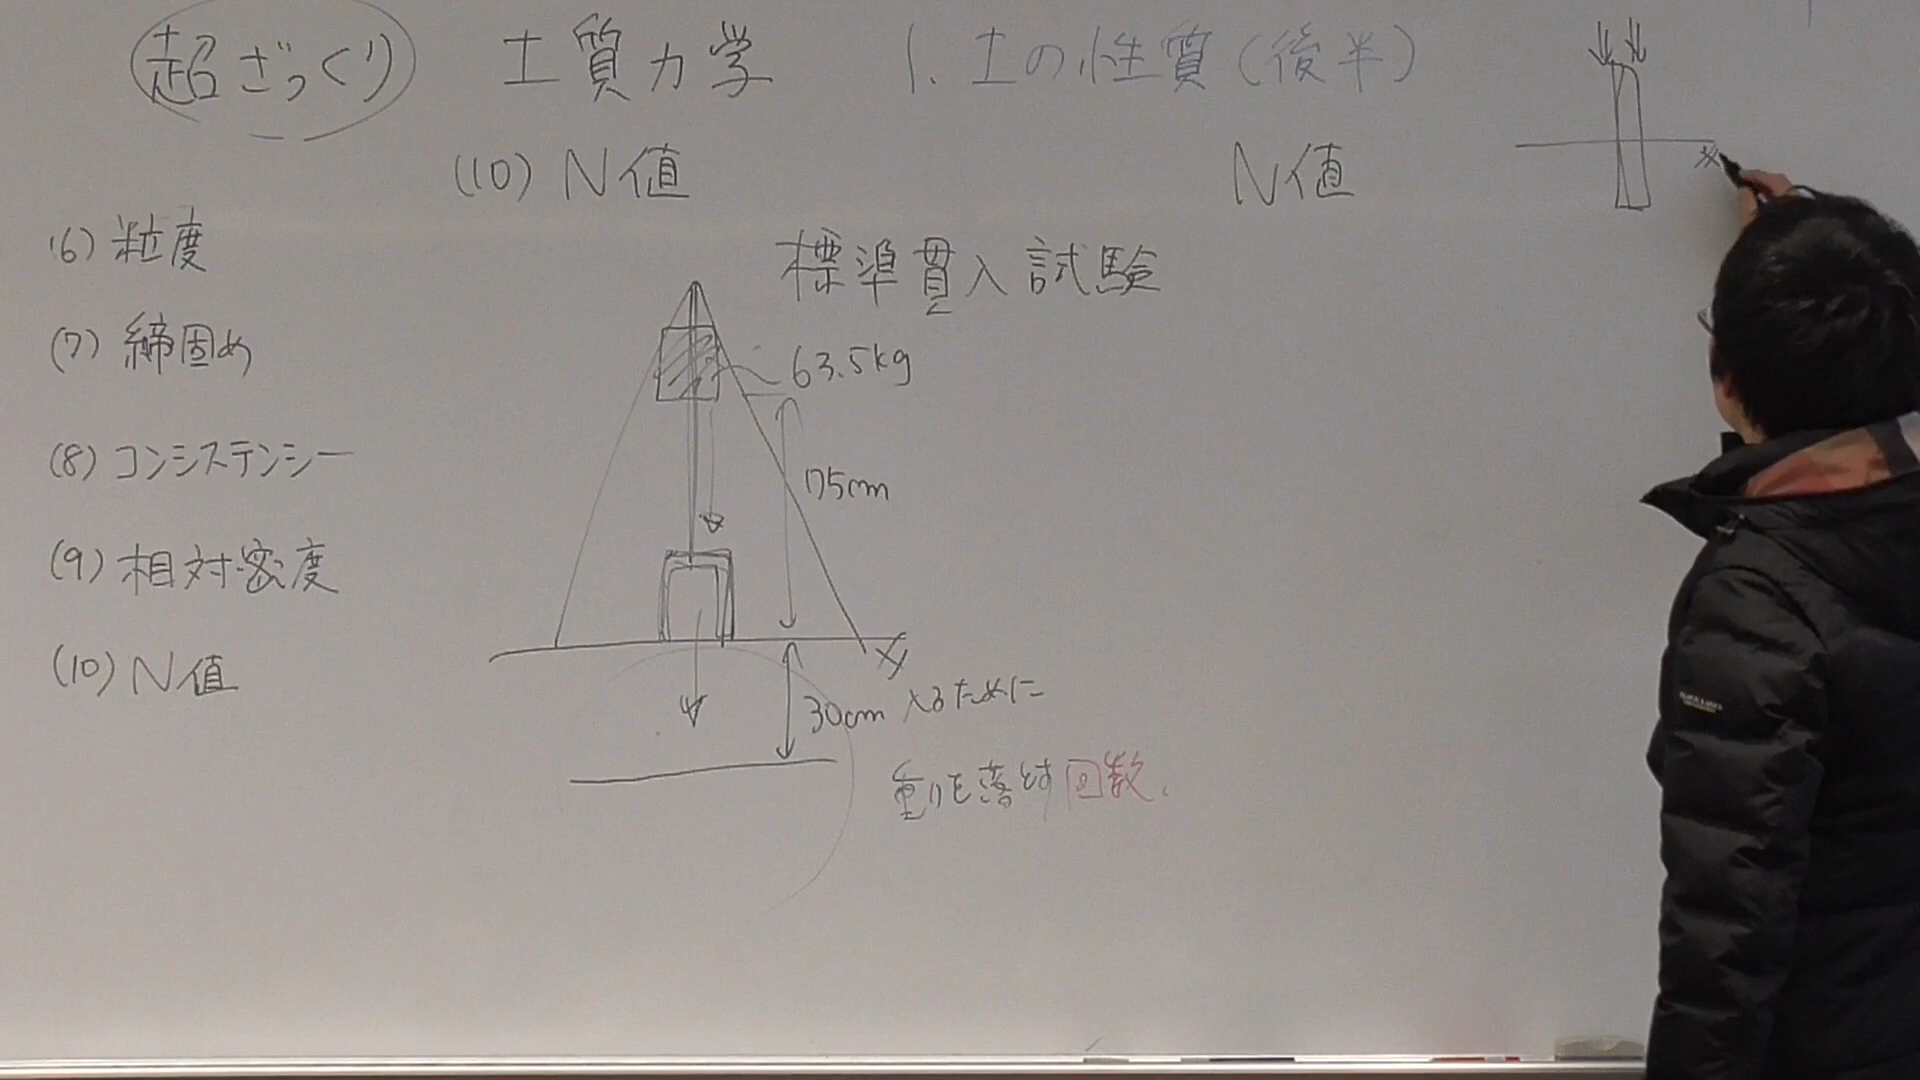 超ざっくり 土質力学 1. 土の性質(後半)
(10) N値
N値
(6) 粒度
(7) 締固め
(8) コンシステンシー
(9) 相対密度
(10) N値
標準貫入試験
63.5kg
75cm
30cm 入るために
重りを落とす回数.